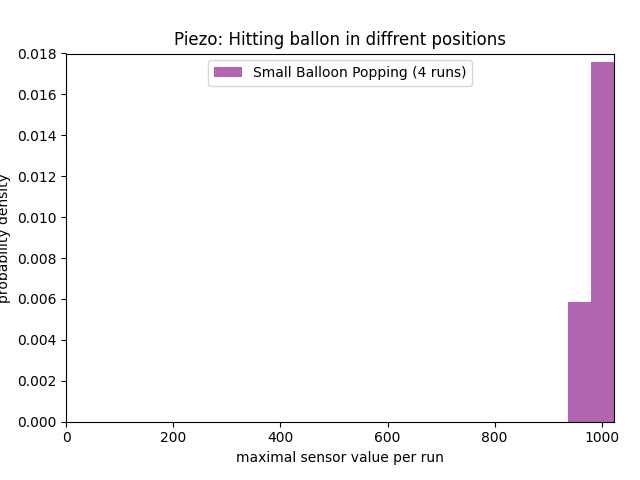 Piezo: Hitting ballon in diffrent positions
Small Balloon Popping (4 runs)
probability density
0.018
0.016
0.014
0.012
0.010
0.008
0.006
0.004
0.002
0.000
0 200 400 600 800 1000
maximal sensor value per run